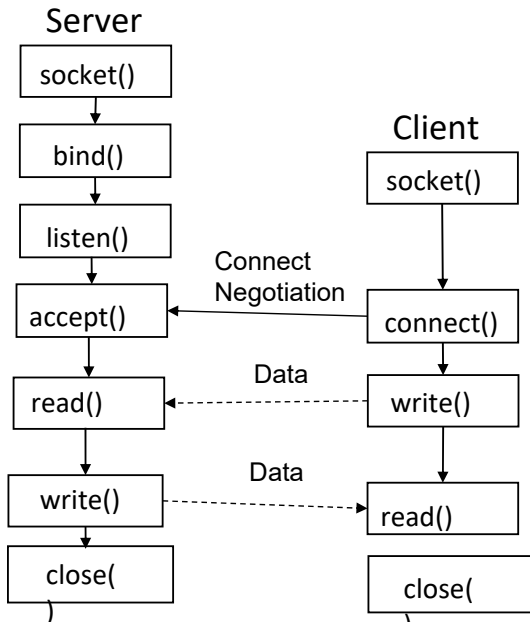 Server
socket()
bind()
listen()
accept()
read()
write()
close(
)
Client
socket()
connect()
write()
read()
close(
)
Connect
Negotiation
Data
Data